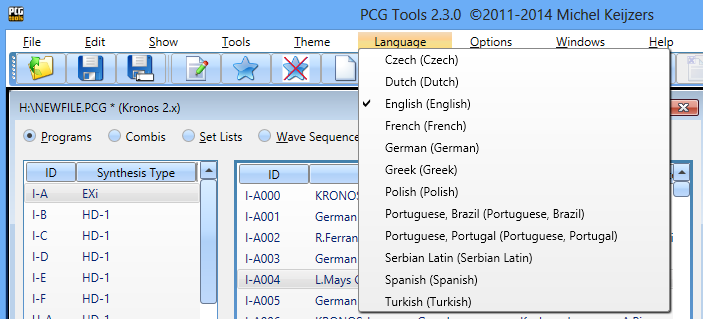 PCG TOOLS PCG Tools 2.3.0 ©2011-2014 Michel Keijzers
File Edit Show Tools Theme Language Options Windows Help
Czech (Czech)
Dutch (Dutch)
English (English)
French (French)
German (German)
Greek (Greek)
Polish (Polish)
Portuguese, Brazil (Portuguese, Brazil)
Portuguese, Portugal (Portuguese, Portugal)
Serbian Latin (Serbian Latin)
Spanish (Spanish)
Turkish (Turkish)
H:\NEWFILE.PCG * (Kronos 2.x)
Programs Combis Set Lists Wave Sequence
ID Synthesis Type
I-A EXi
I-B HD-1
I-C HD-1
I-D HD-1
I-E HD-1
I-F HD-1
ID
I-A000 KRONOS
I-A001 German
I-A002 R.Ferran
I-A003 German
I-A004 L.Mays
I-A005 German
I-A006 German